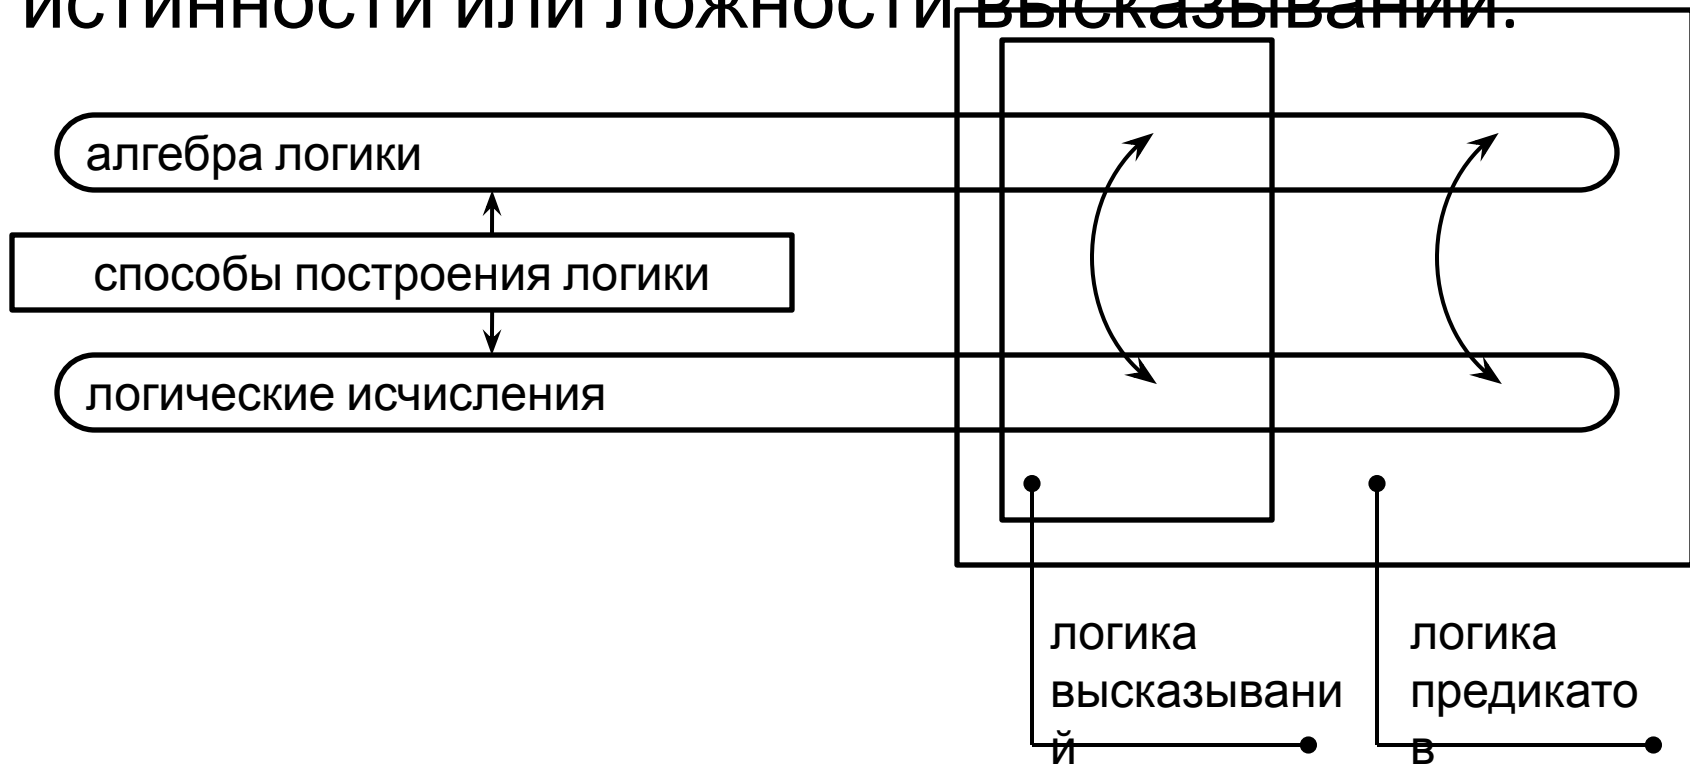 истинности или ложности высказываний.
алгебра логики
способы построения логики
логические исчисления
логика
высказывани
й
логика
предикато
в